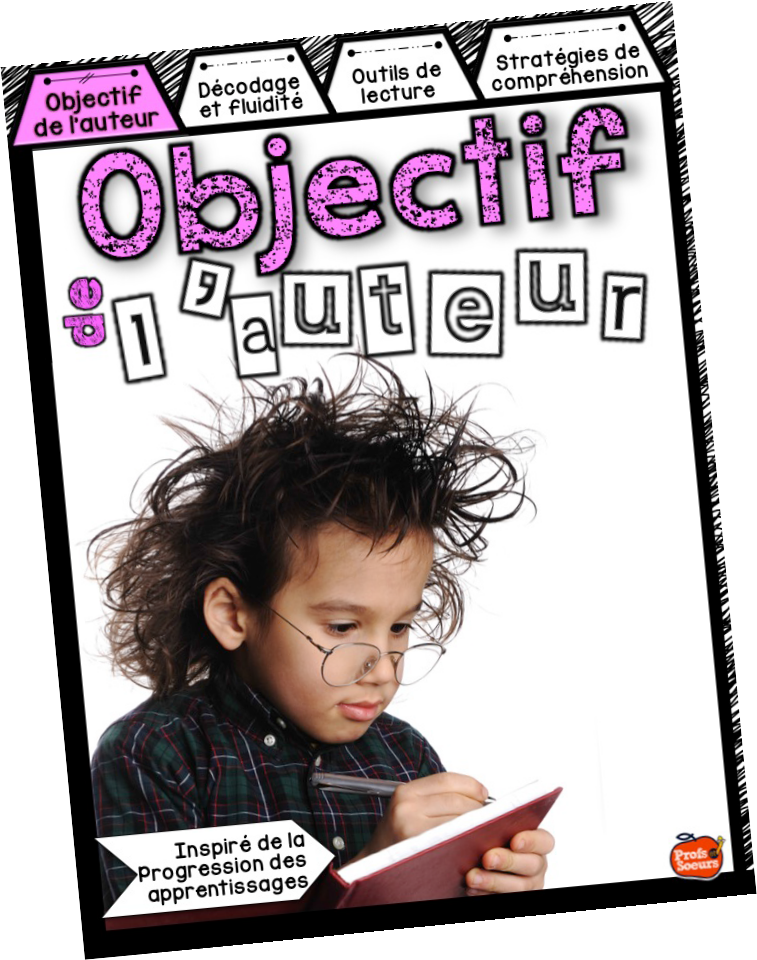 Objectif
de l'auteur
Décodage
et fluidité
Outils de
lecture
Stratégies de
compréhension
Objectif
de l'auteur
Inspiré de la
Progression des
apprentissages
Profs
Soeurs